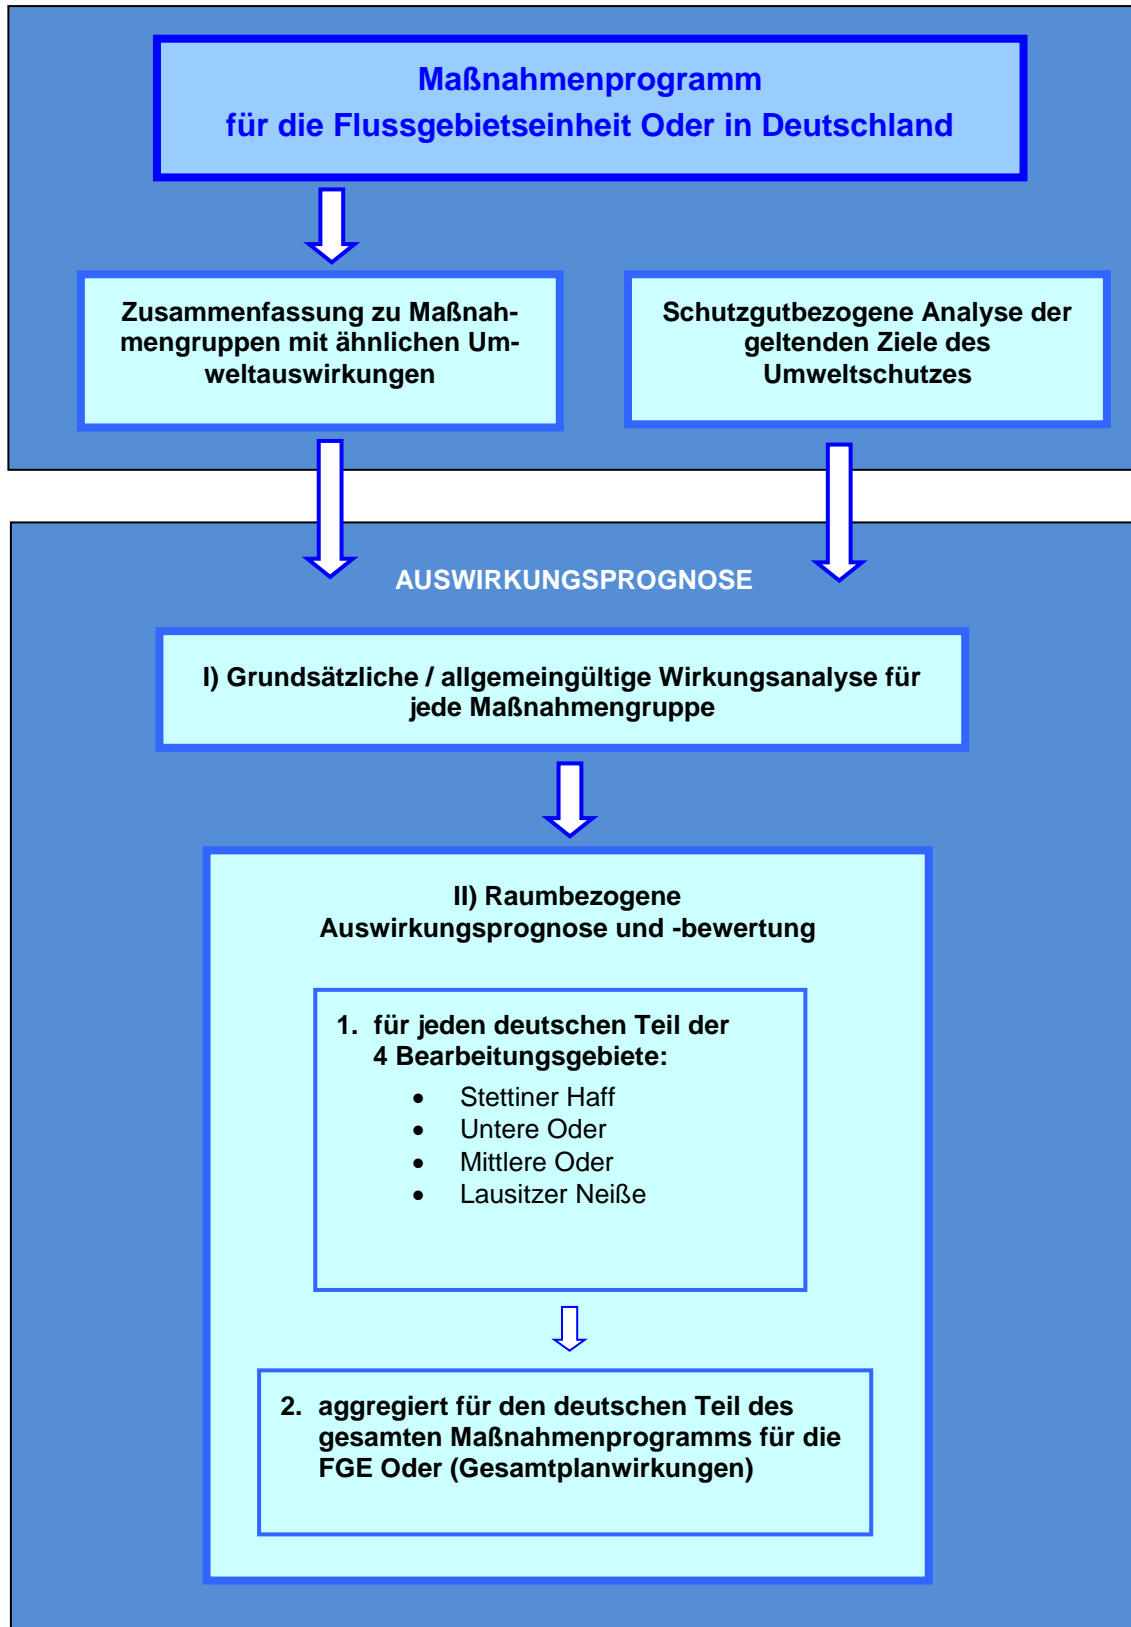 Maßnahmenprogramm
für die Flussgebietseinheit Oder in Deutschland
Zusammenfassung zu Maßnah-
mengruppen mit ähnlichen Um-
weltauswirkungen
Schutzgutbezogene Analyse der
geltenden Ziele des
Umweltschutzes
AUSWIRKUNGSPROGNOSE
I) Grundsätzliche / allgemeingültige Wirkungsanalyse für
jede Maßnahmengruppe
II) Raumbezogene
Auswirkungsprognose und -bewertung
1. für jeden deutschen Teil der
4 Bearbeitungsgebiete:
• Stettiner Haff
• Untere Oder
• Mittlere Oder
• Lausitzer Neiße
2. aggregiert für den deutschen Teil des
gesamten Maßnahmenprogramms für die
FGE Oder (Gesamtplanwirkungen)